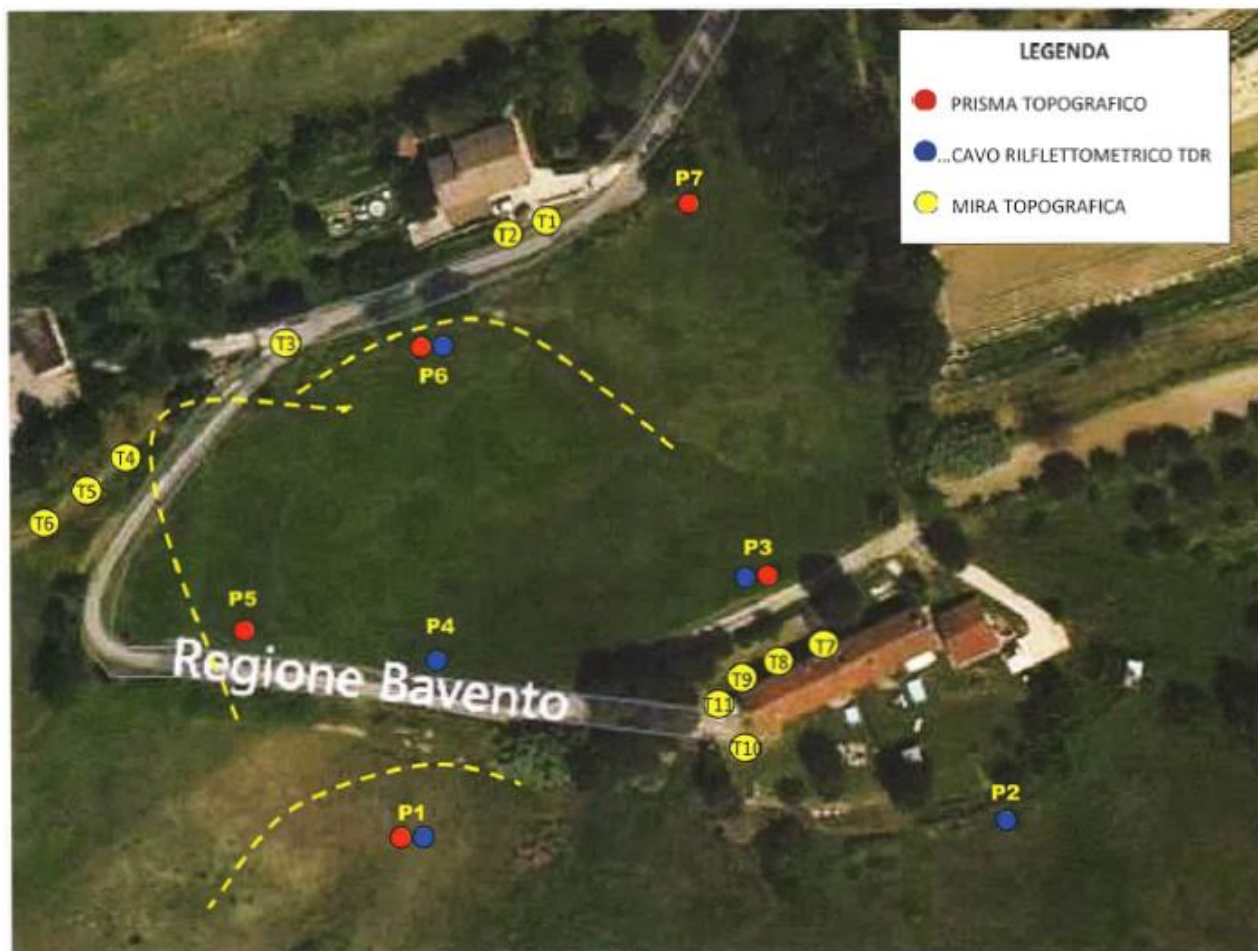 LEGENDA
PRISMA TOPOGRAFICO
...CAVO RILFLETTOMETRICO TDR
MIRA TOPOGRAFICA
P7
T1
T2
T3
P6
T4
T5
T6
P3
P5
P4
T7
T8
T9
T11
T10
Regione Bavento
P2
P1